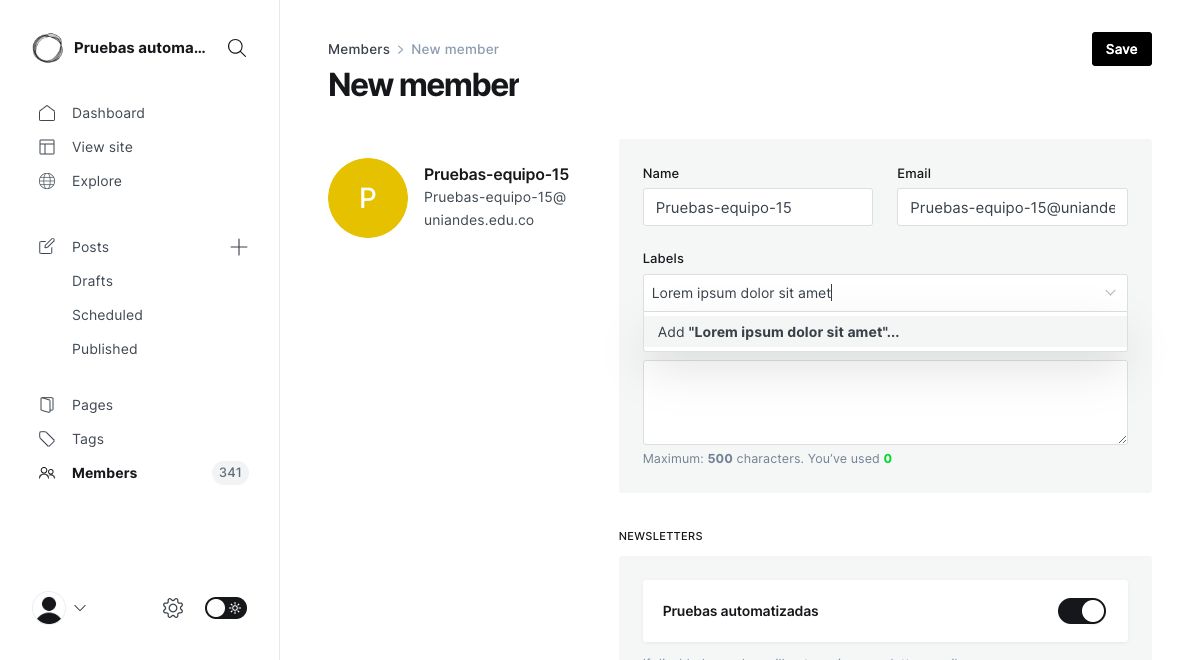 Pruebas automa...
Dashboard
View site
Explore
Posts
Drafts
Scheduled
Published
Pages
Tags
Members
341
Members > New member
Save
New member
P
Pruebas-equipo-15
Pruebas-equipo-15@
uniandes.edu.co
Name
Email
Pruebas-equipo-15
Pruebas-equipo-15@uniande
Labels
Lorem ipsum dolor sit amet
Add "Lorem ipsum dolor sit amet"...
Maximum: 500 characters. You’ve used 0
NEWSLETTERS
Pruebas automatizadas